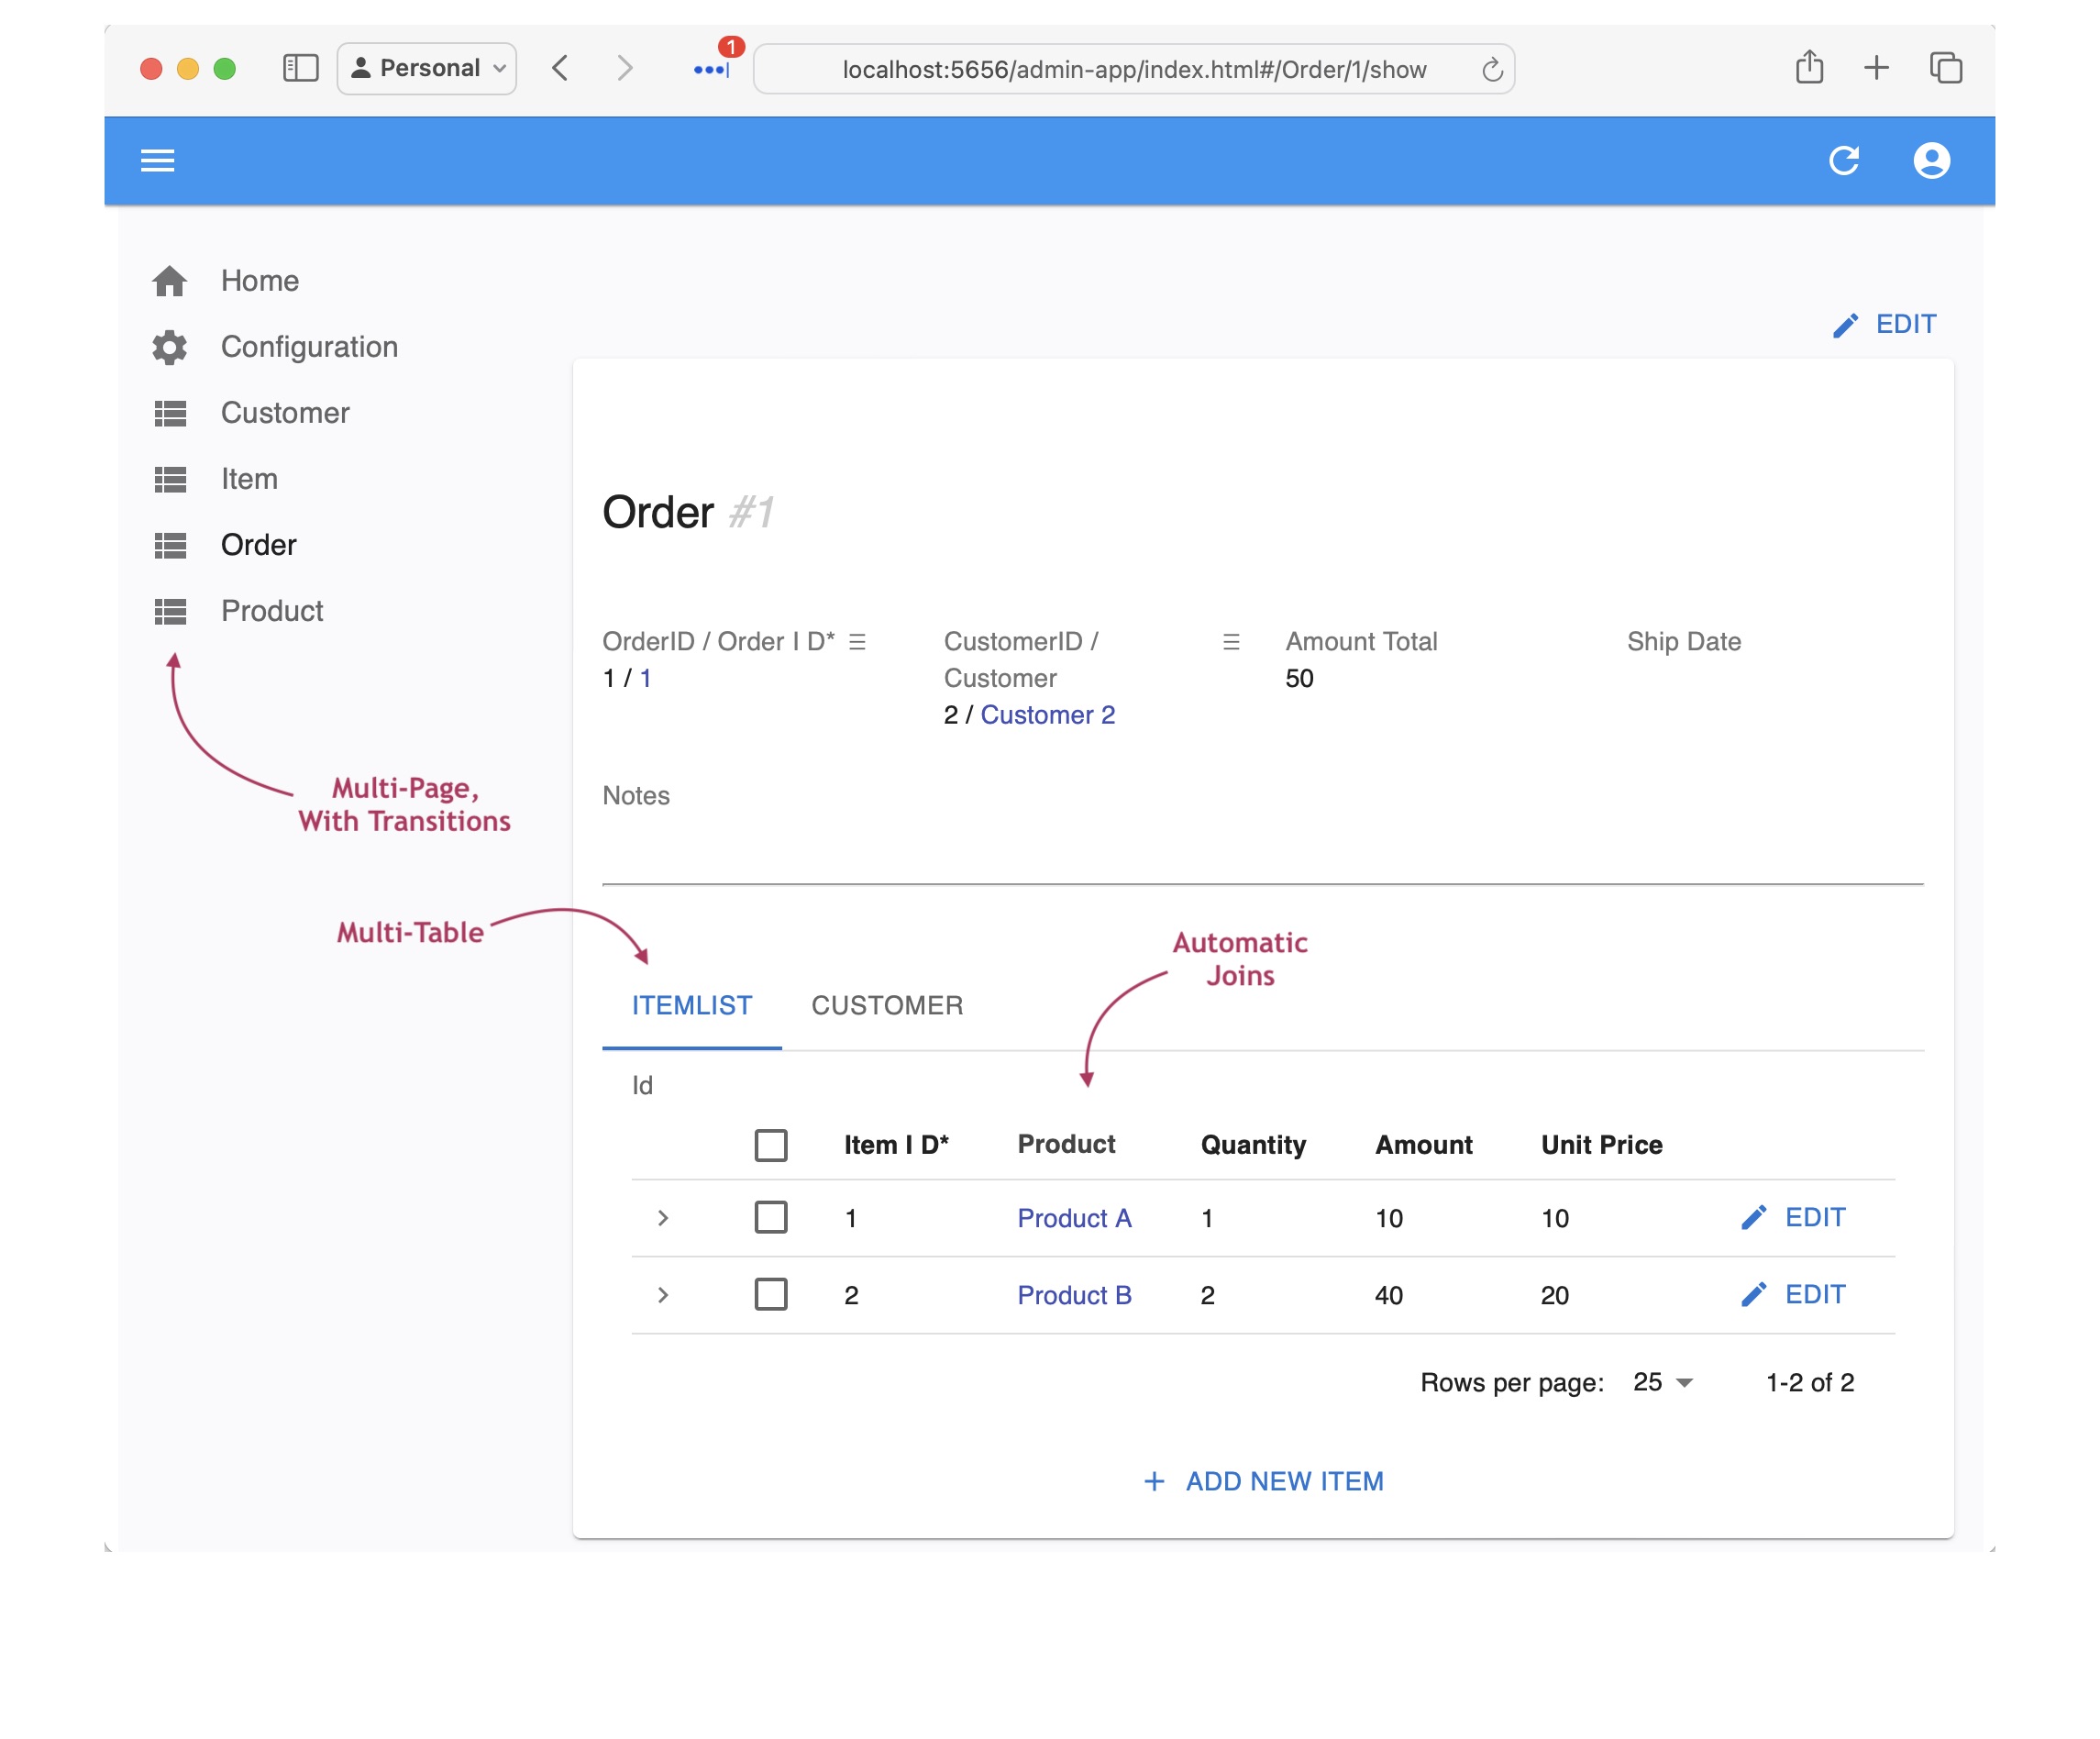 Personal
1
localhost:5656/admin-app/index.html#/Order/1/show
Home
Configuration
Customer
Item
Order
Product
EDIT
Order #1
OrderID / Order I D*
1 / 1
CustomerID /
Customer
2 / Customer 2
Amount Total
50
Ship Date
Notes
Multi-Page,
With Transitions
Multi-Table
Automatic
Joins
ITEMLIST CUSTOMER
Id
Item I D* Product Quantity Amount Unit Price
1 Product A 1 10 10 EDIT
2 Product B 2 40 20 EDIT
Rows per page: 25 1-2 of 2
+ ADD NEW ITEM